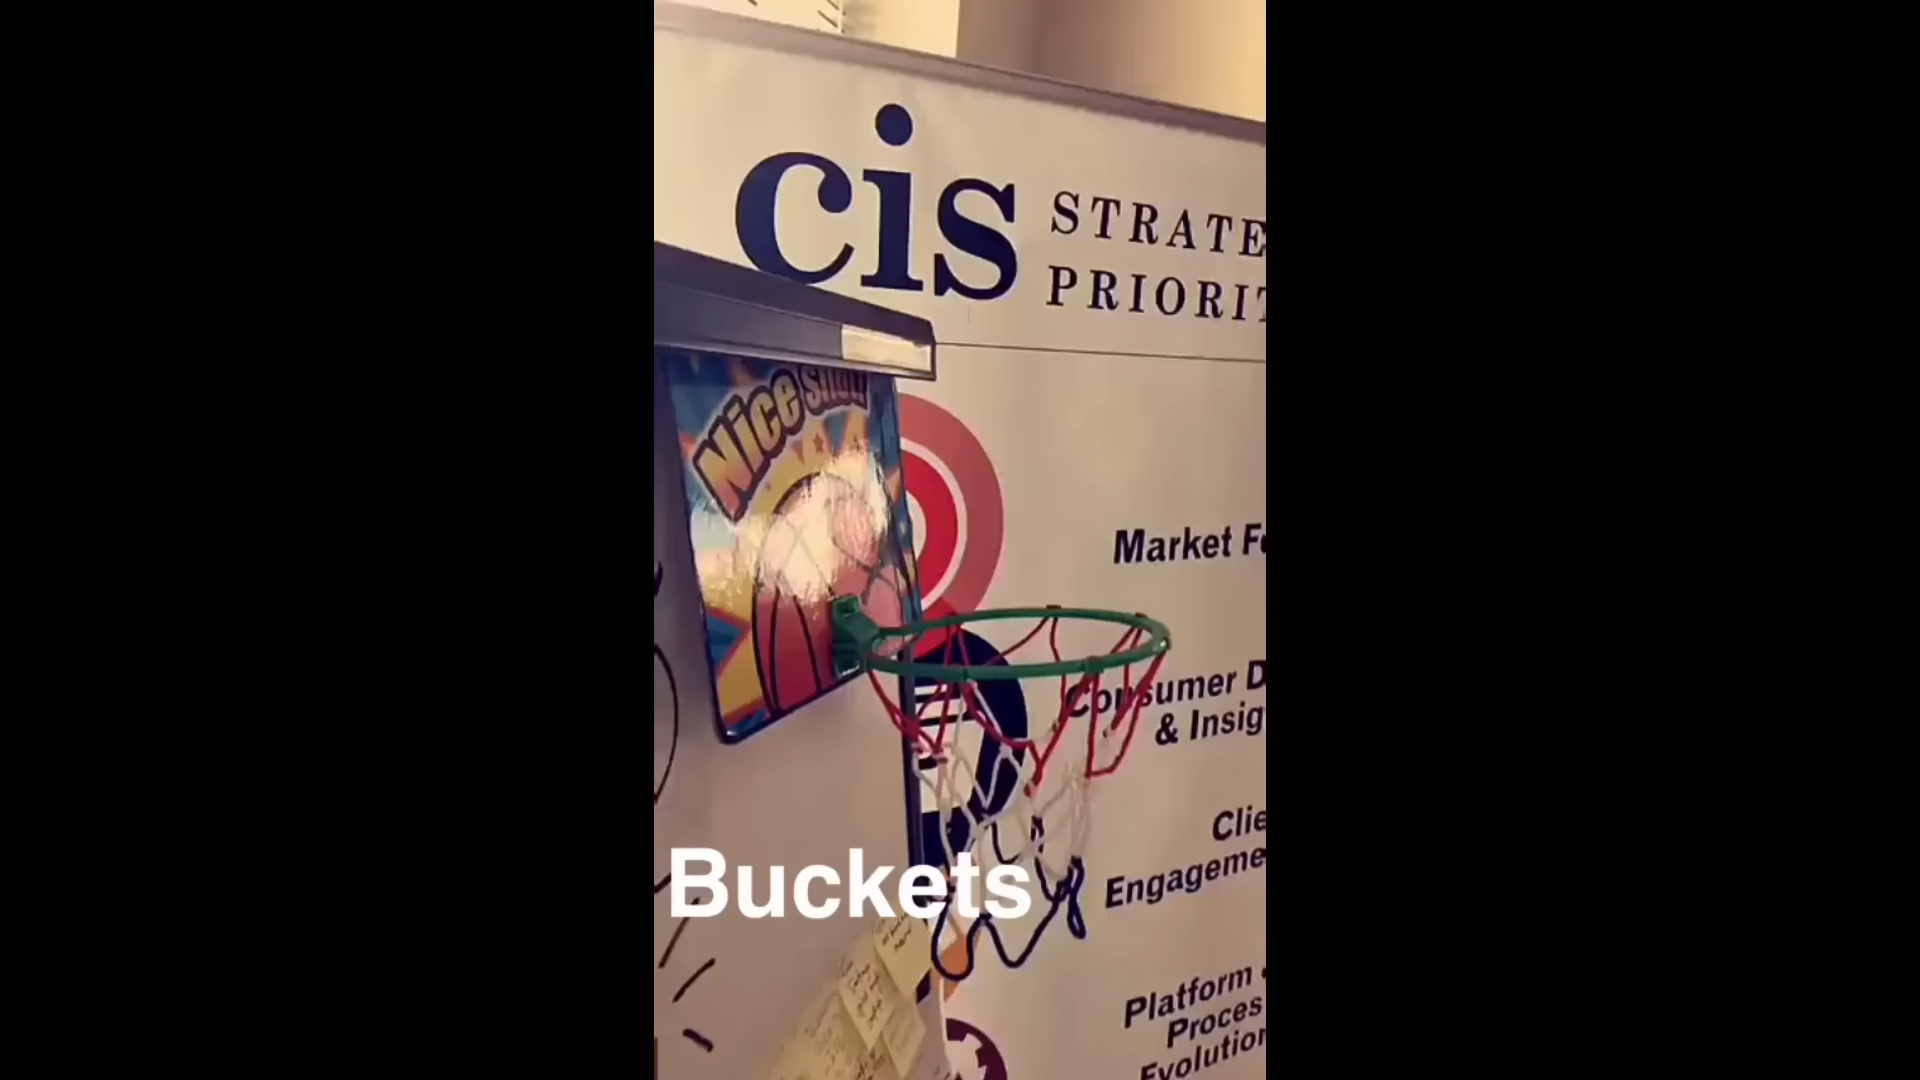 cis
STRATE
PRIORIT
Nice Shot!
Market F
Consumer D
& Insig
Clie
Engageme
Buckets
Platform
Proces
Evolution